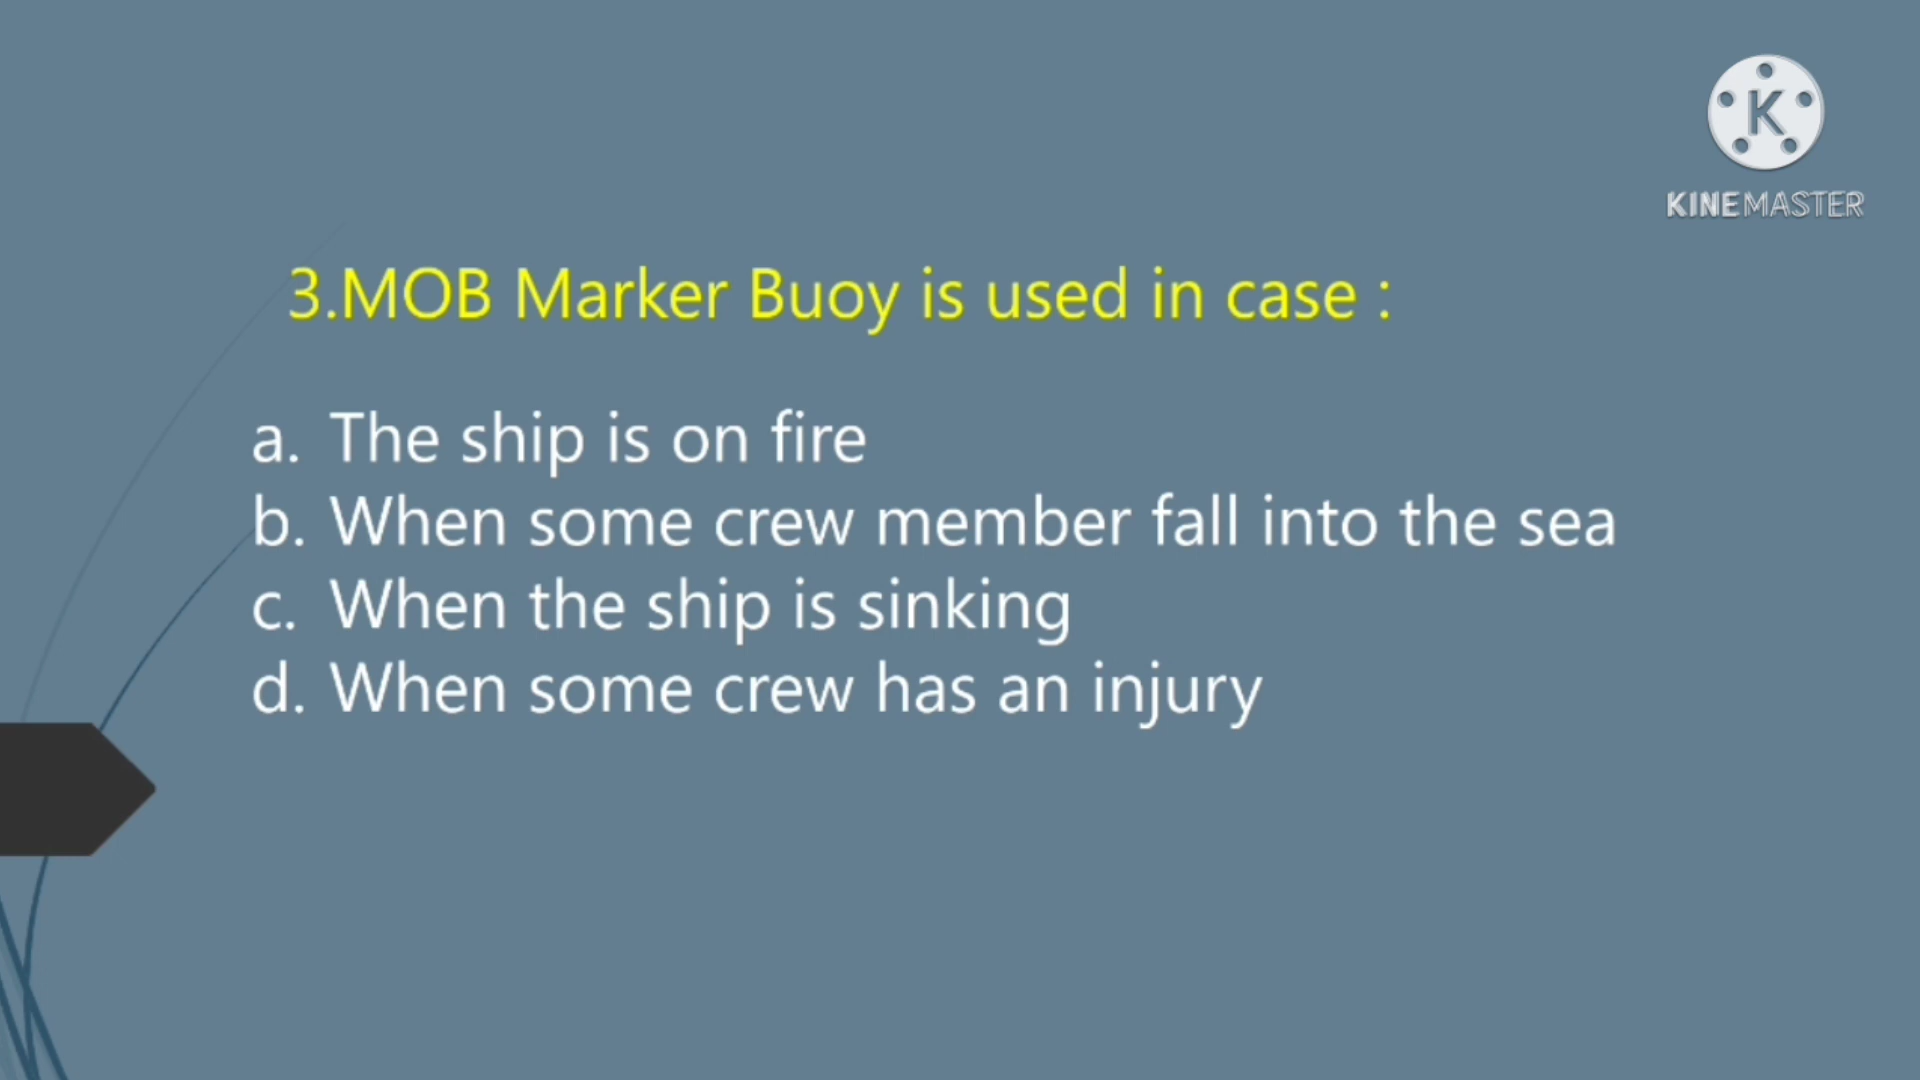 K
KINEMASTER
3.MOB Marker Buoy is used in case :
a. The ship is on fire
b. When some crew member fall into the sea
c. When the ship is sinking
d. When some crew has an injury